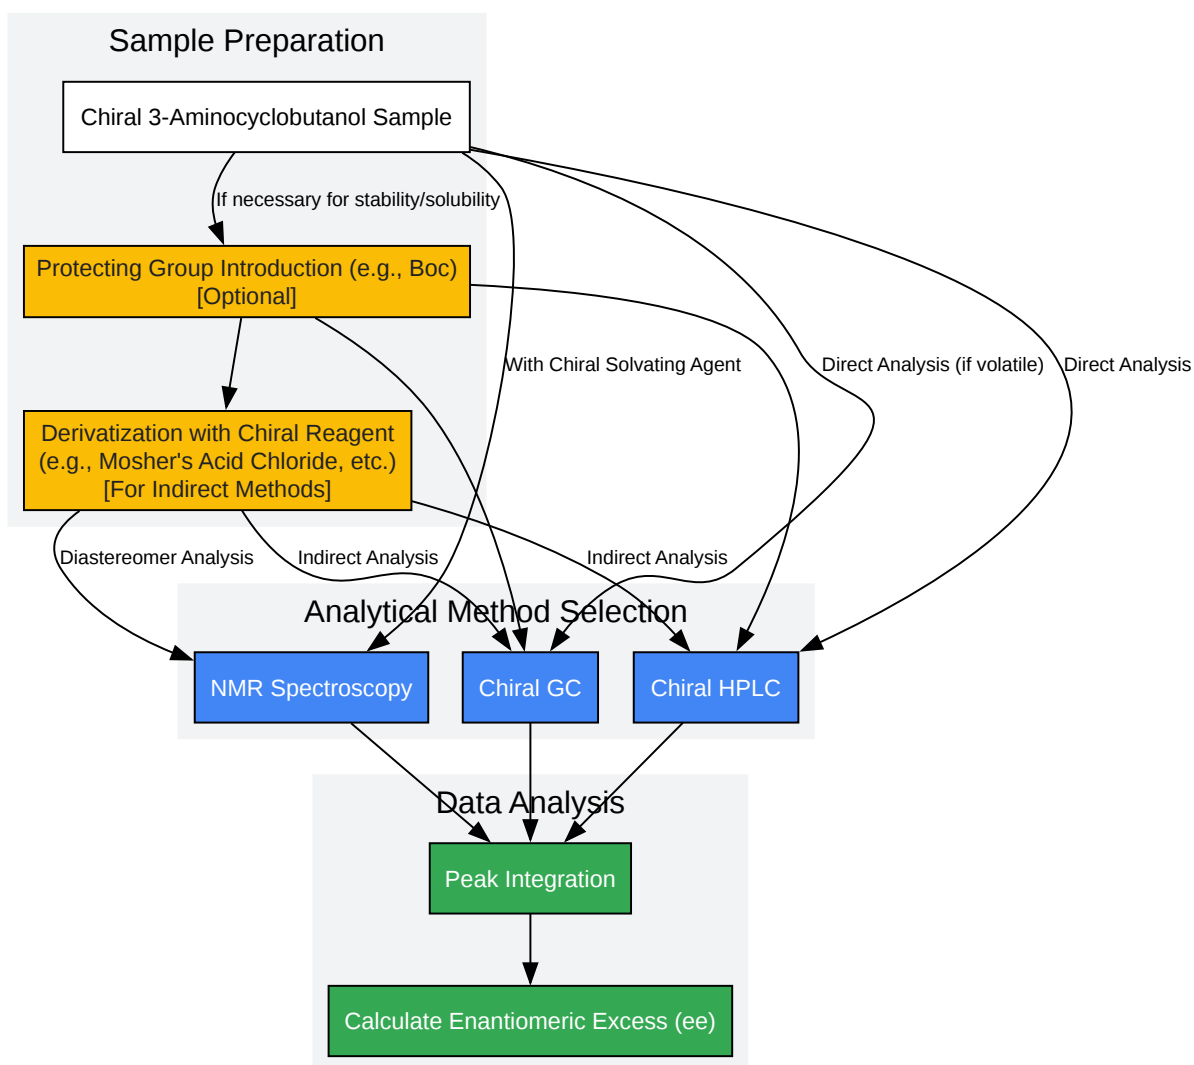 Sample Preparation
Chiral 3-Aminocyclobutanol Sample
If necessary for stability/solubility
Protecting Group Introduction (e.g., Boc)
[Optional]
With Chiral Solvating Agent
Direct Analysis (if volatile)
Direct Analysis
Derivatization with Chiral Reagent
(e.g., Mosher's Acid Chloride, etc.)
[For Indirect Methods]
Diastereomer Analysis
Indirect Analysis
Indirect Analysis
Analytical Method Selection
NMR Spectroscopy
Chiral GC
Chiral HPLC
Data Analysis
Peak Integration
Calculate Enantiomeric Excess (ee)